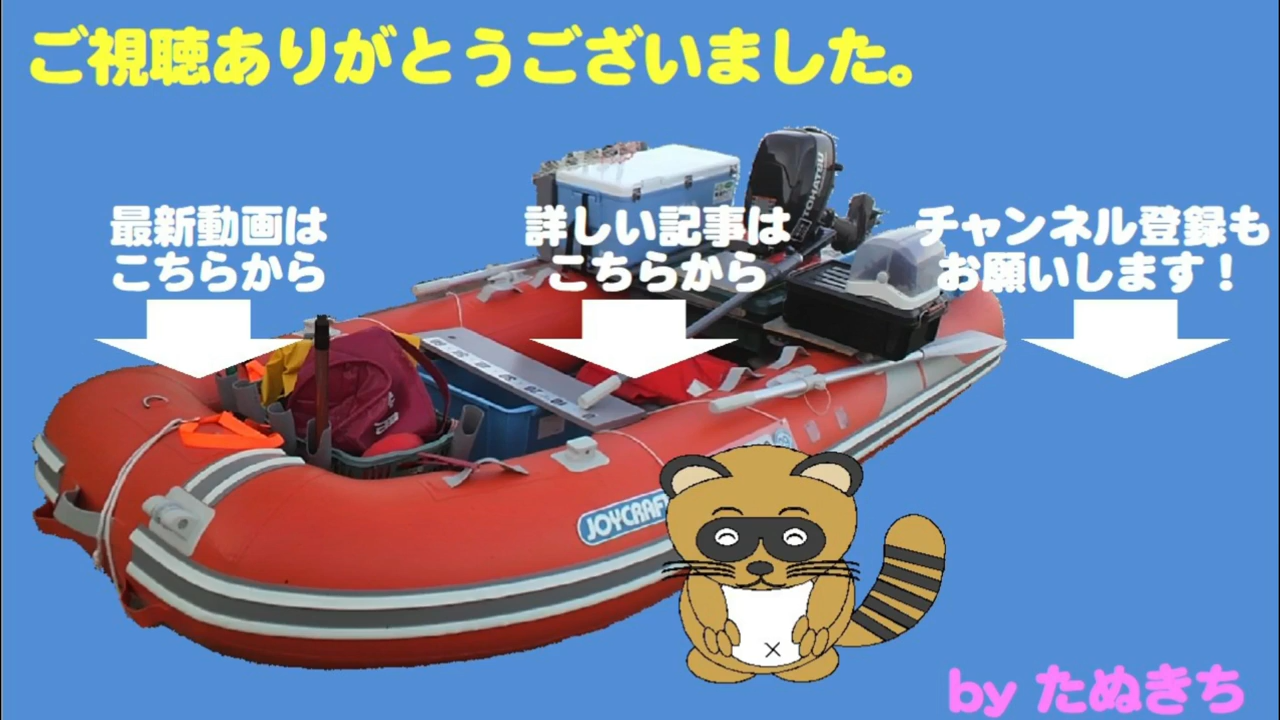 ご視聴ありがとうございました。
最新動画は
こちらから
詳しい記事は
こちらから
チャンネル登録も
お願いします！
TOHATSU
JOYCRAF
by たぬきち